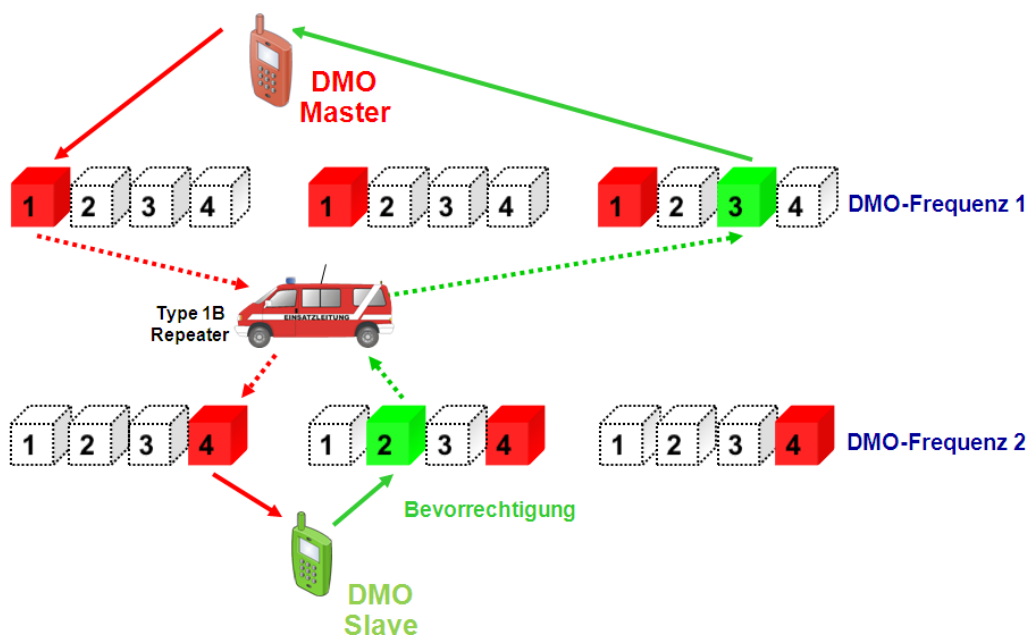 DMO
Master
1 2 3 4 1 2 3 4 1 2 3 4 DMO-Frequenz 1
Type 1B
Repeater
EINSATZLEITUNG
1 2 3 4 1 2 3 4 1 2 3 4 DMO-Frequenz 2
Bevorrechtigung
DMO
Slave